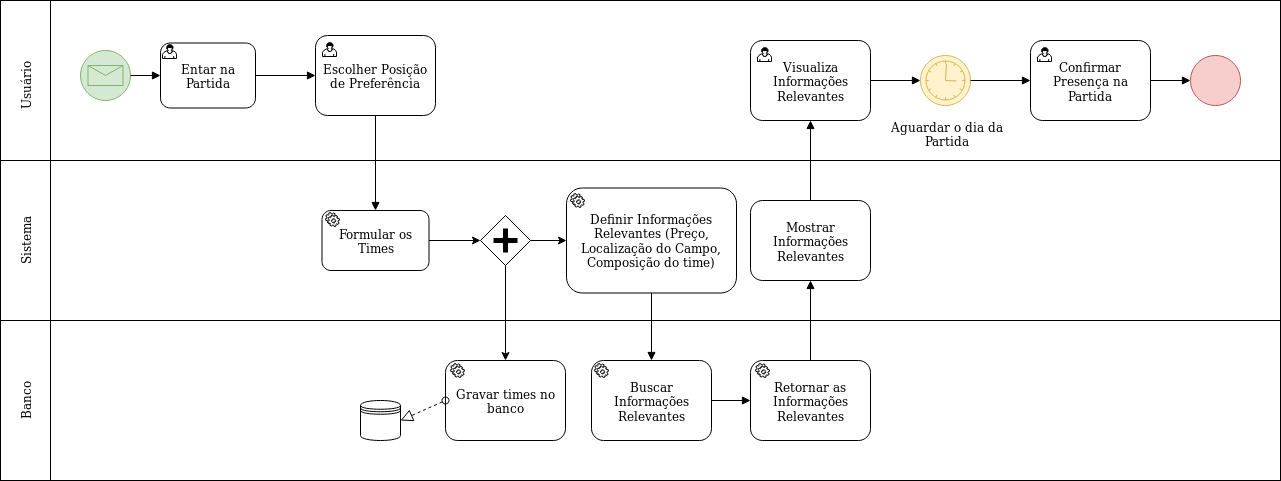 Usuário
Entar na
Partida
Escolher Posição
de Preferência
Visualiza
Informações
Relevantes
Aguardar o dia da
Partida
Confirmar
Presença na
Partida
Sistema
Formular os
Times
Definir Informações
Relevantes (Preço,
Localização do Campo,
Composição do time)
Mostrar
Informações
Relevantes
Banco
Gravar times no
banco
Buscar
Informações
Relevantes
Retornar as
Informações
Relevantes